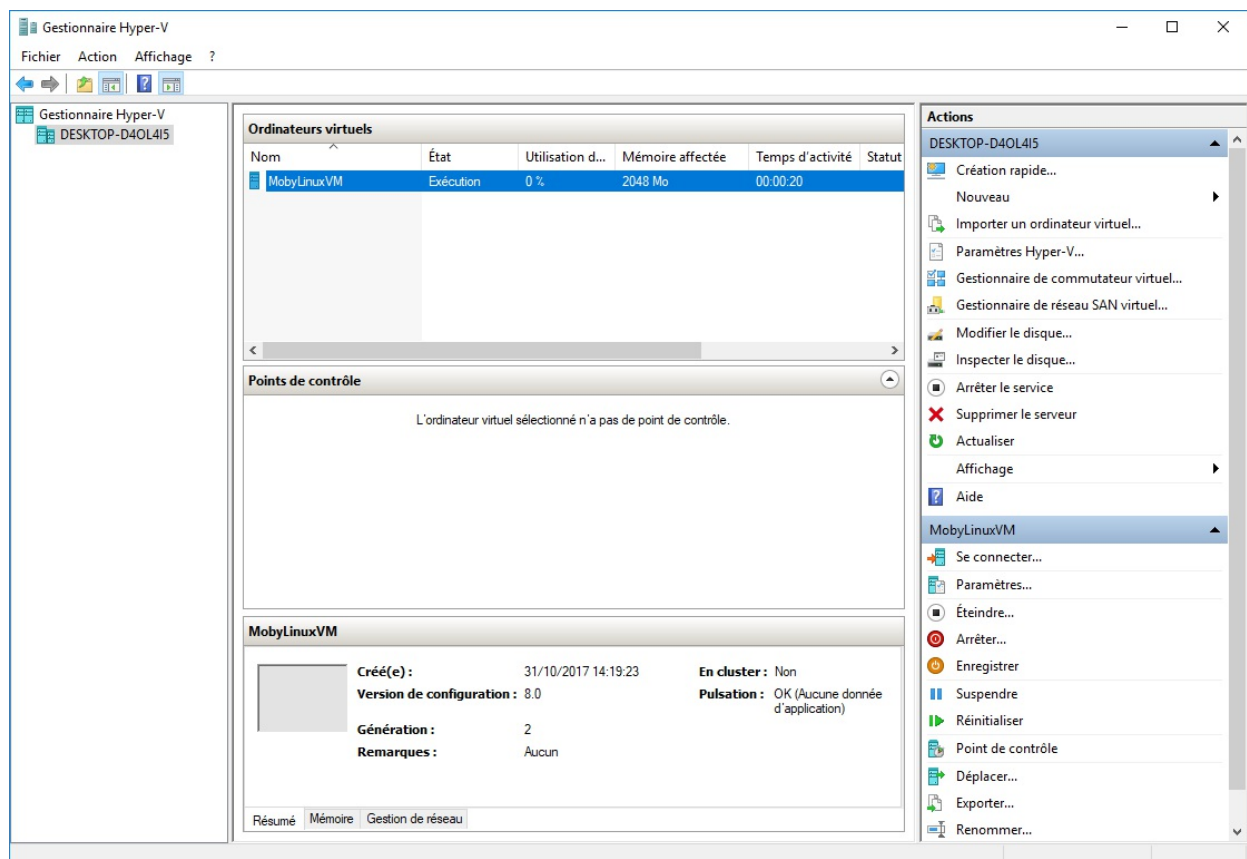 Gestionnaire Hyper-V
Fichier Action Affichage ?
Gestionnaire Hyper-V
DESKTOP-D4OL4I5
Ordinateurs virtuels
Nom État Utilisation d... Mémoire affectée Temps d'activité Statut
MobyLinuxVM Exécution 0 % 2048 Mo 00:00:20
Points de contrôle
L'ordinateur virtuel sélectionné n'a pas de point de contrôle.
MobyLinuxVM
Créé(e) : 31/10/2017 14:19:23 En cluster : Non
Version de configuration : 8.0 Pulsation : OK (Aucune donnée
d'application)
Génération : 2
Remarques : Aucun
Résumé Mémoire Gestion de réseau
Actions
DESKTOP-D4OL4I5
Création rapide...
Nouveau
Importer un ordinateur virtuel...
Paramètres Hyper-V...
Gestionnaire de commutateur virtuel...
Gestionnaire de réseau SAN virtuel...
Modifier le disque...
Inspecter le disque...
Arrêter le service
Supprimer le serveur
Actualiser
Affichage
Aide
MobyLinuxVM
Se connecter...
Paramètres...
Éteindre...
Arrêter...
Enregistrer
Suspendre
Réinitialiser
Point de contrôle
Déplacer...
Exporter...
Renommer...